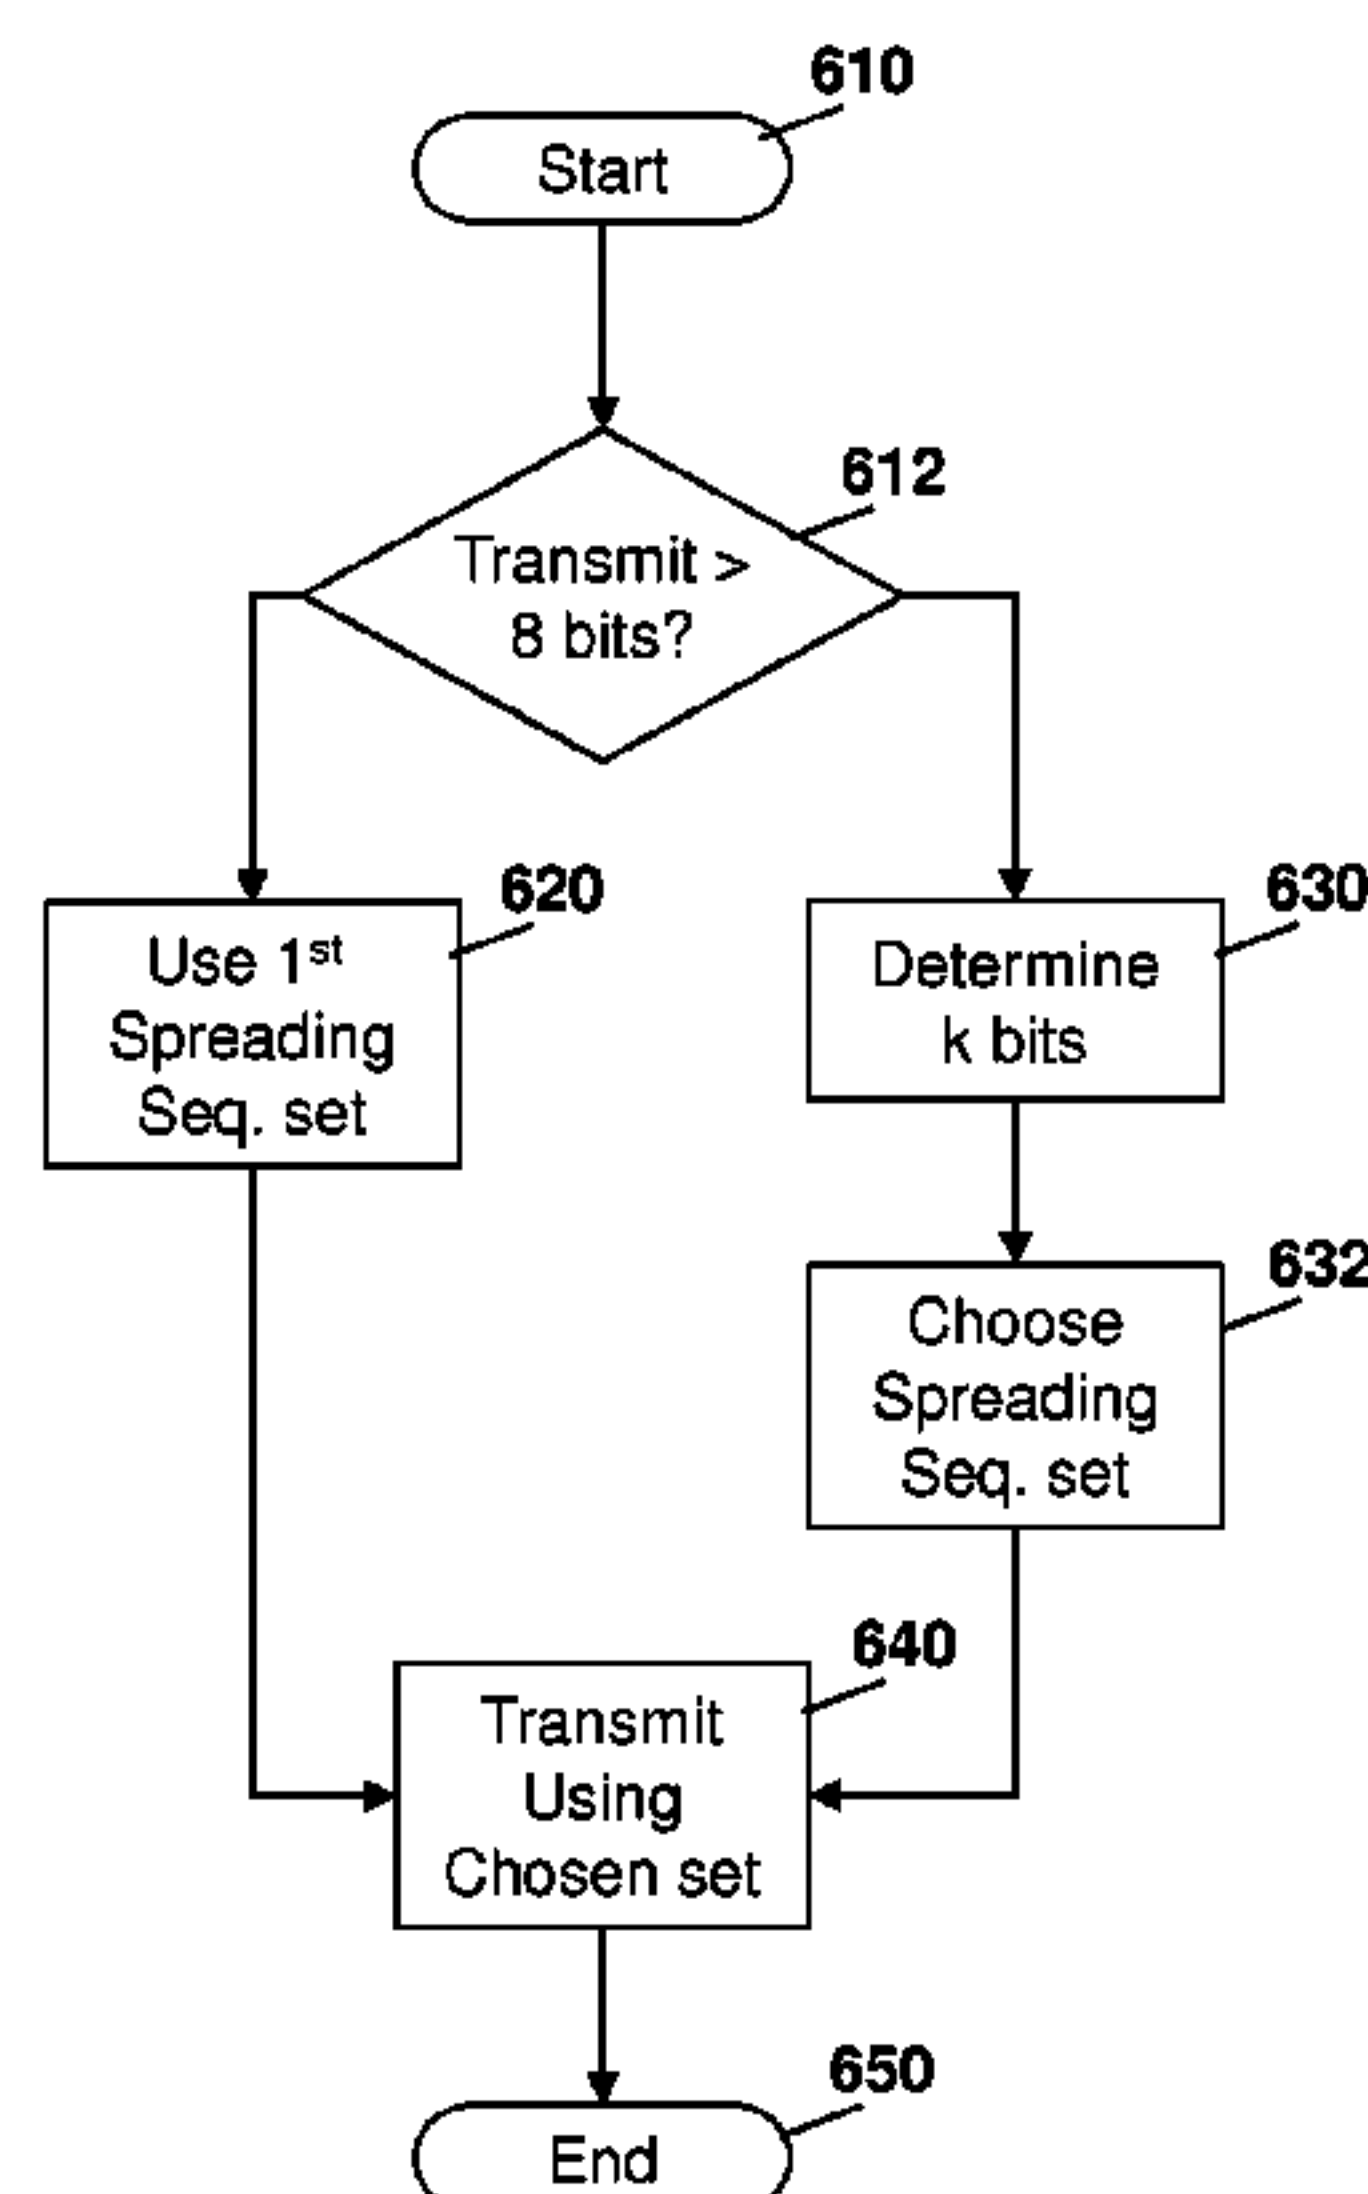 610
Start
612
Transmit >
8 bits?
620
Use 1st
Spreading
Seq. set
630
Determine
k bits
632
Choose
Spreading
Seq. set
640
Transmit
Using
Chosen set
650
End